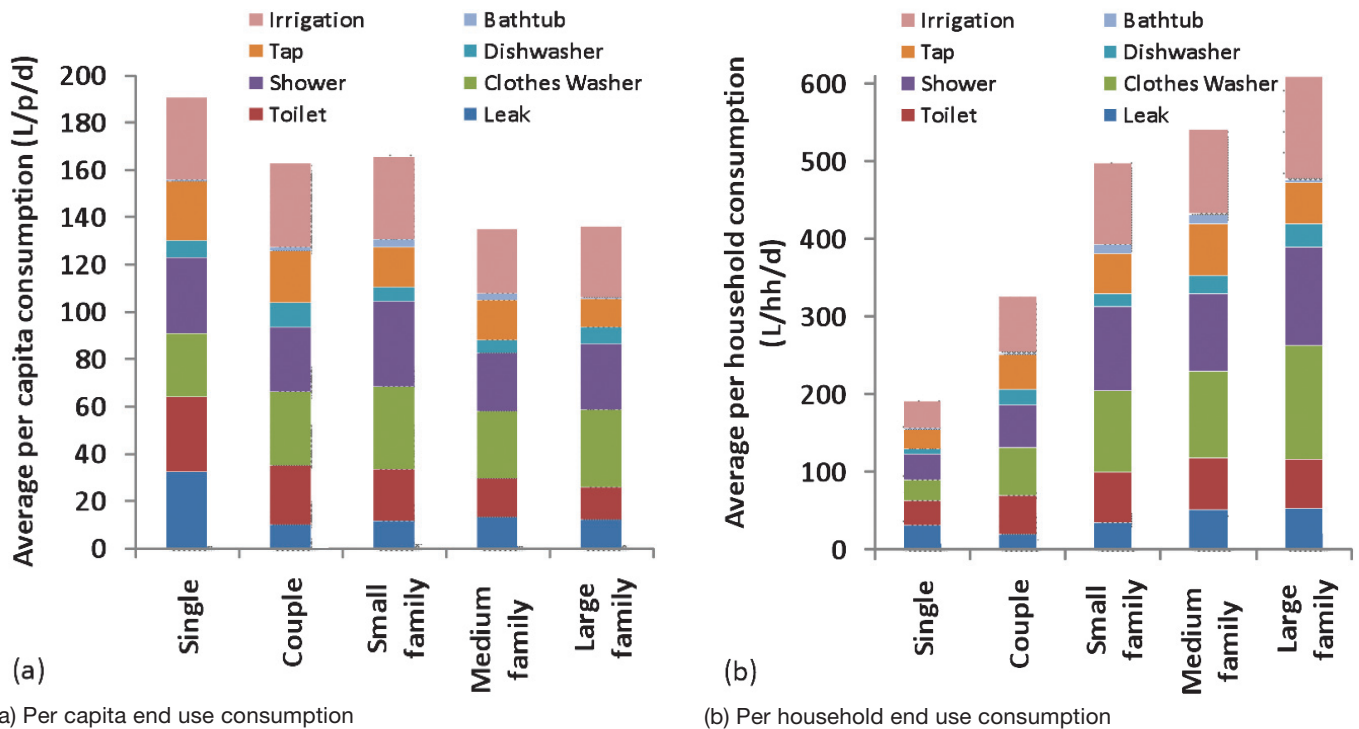 Irrigation
Bathtub
Tap
Dishwasher
Shower
Clothes Washer
Toilet
Leak
Average per capita consumption (L/p/d)
200
180
160
140
120
100
80
60
40
20
0
Single
Couple
Small
family
Medium
family
Large
family
(a)
a) Per capita end use consumption
Irrigation
Bathtub
Tap
Dishwasher
Shower
Clothes Washer
Toilet
Leak
Average per household consumption
(L/hh/d)
600
500
400
300
200
100
0
Single
Couple
Small
family
Medium
family
Large
family
(b)
(b) Per household end use consumption